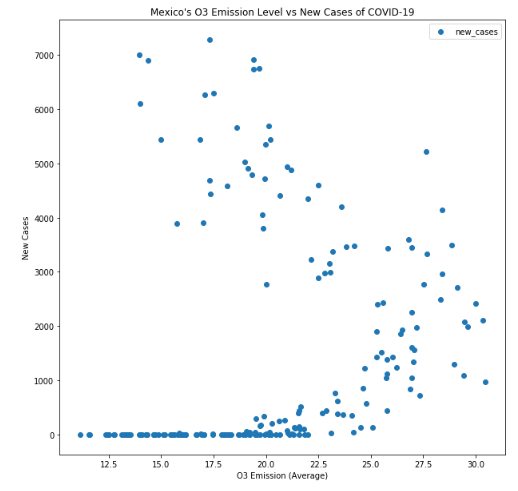 Mexico's O3 Emission Level vs New Cases of COVID-19
new_cases
7000
6000
5000
4000
3000
2000
1000
0
New Cases
12.5 15.0 17.5 20.0 22.5 25.0 27.5 30.0
O3 Emission (Average)